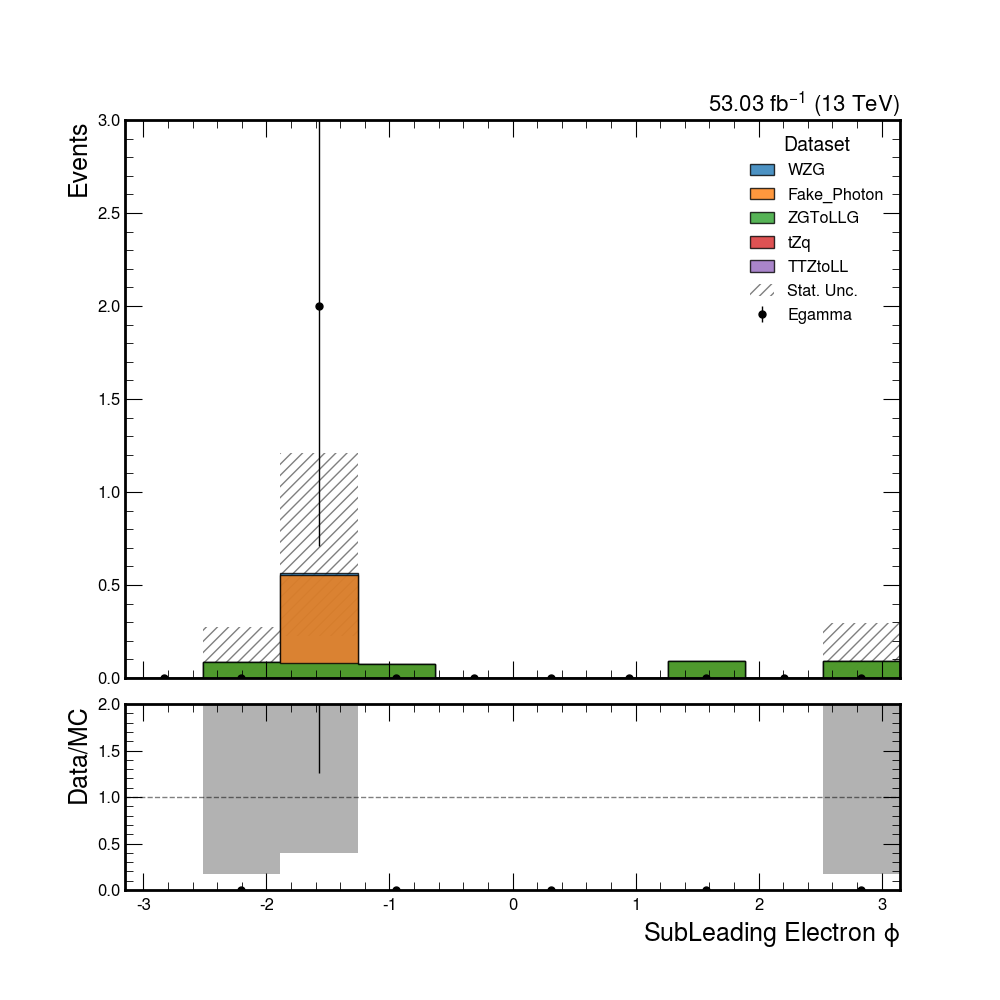 53.03 fb⁻¹ (13 TeV)
Events
3.0
2.5
2.0
1.5
1.0
0.5
0.0
Dataset
WZG
Fake_Photon
ZGToLLG
tZq
TTZtoLL
Stat. Unc.
Egamma
Data/MC
2.0
1.5
1.0
0.5
0.0
-3 -2 -1 0 1 2 3
SubLeading Electron ϕ